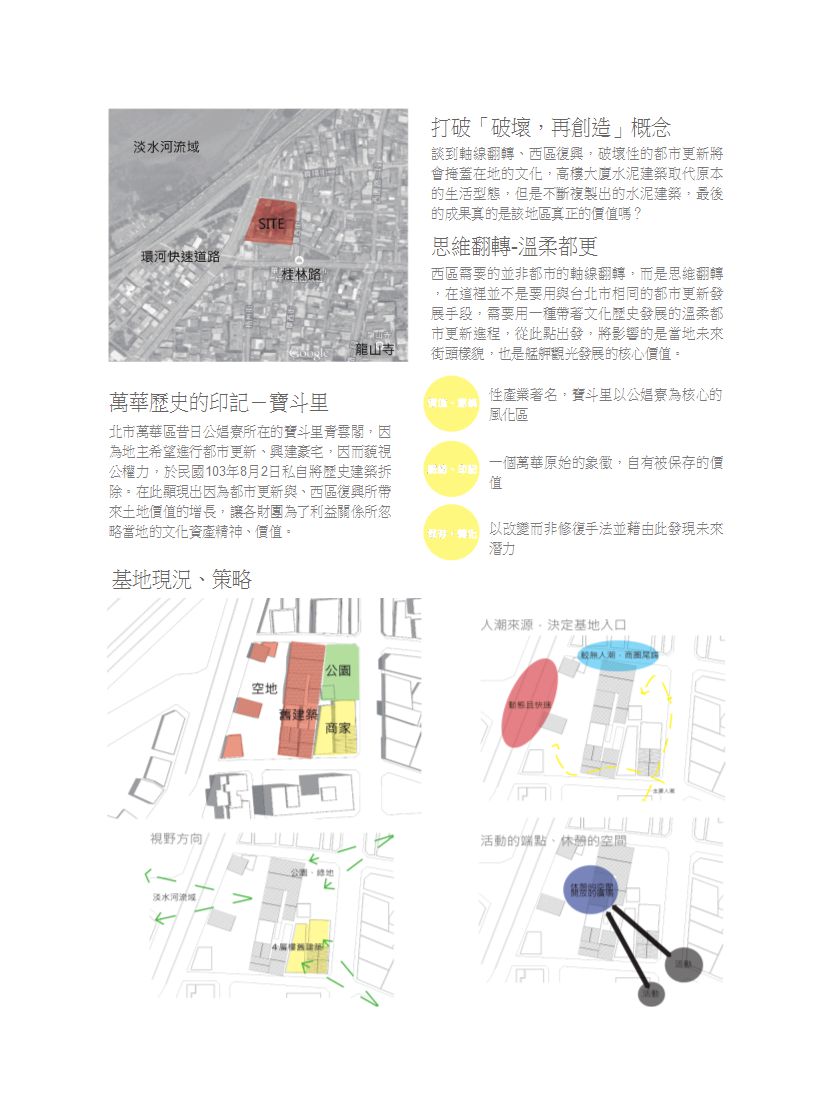 淡水河流域
SITE
環河快速道路
桂林路
Google
龍山寺
打破「破壞，再創造」概念
談到軸線翻轉、西區復興，破壞性的都市更新將
會掩蓋在地的文化，高樓大廈水泥建築取代原本
的生活型態，但是不斷複製出的水泥建築，最後
的成果真的是該地區真正的價值嗎？
思維翻轉-溫柔都更
西區需要的並非都市的軸線翻轉，而是思維翻轉
，在這裡並不是要用與台北市相同的都市更新發
展手段，需要用一種帶著文化歷史發展的溫柔都
市更新進程，從此點出發，將影響的是當地未來
街頭樣貌，也是艋舺觀光發展的核心價值。
性產業著名，寶斗里以公娼寮為核心的
風化區
一個萬華原始的象徵，自有被保存的價
值
以改變而非修復手法並藉由此發現未來
潛力
萬華歷史的印記－寶斗里
北市萬華區昔日公娼寮所在的寶斗里青雲閣，因
為地主希望進行都市更新、興建豪宅，因而藐視
公權力，於民國103年8月2日私自將歷史建築拆
除。在此顯現出因為都市更新與、西區復興所帶
來土地價值的增長，讓各財團為了利益關係所忽
略當地的文化資產精神、價值。
基地現況、策略
公園
空地
舊建築
商家
人潮來源．決定基地入口
較無人潮．商圈尾端
動態且快速
主要人潮
視野方向
公園．綠地
淡水河流域
4層樓舊建築
活動的端點、休憩的空間
休憩的空間
開放的廣場
活動
活動